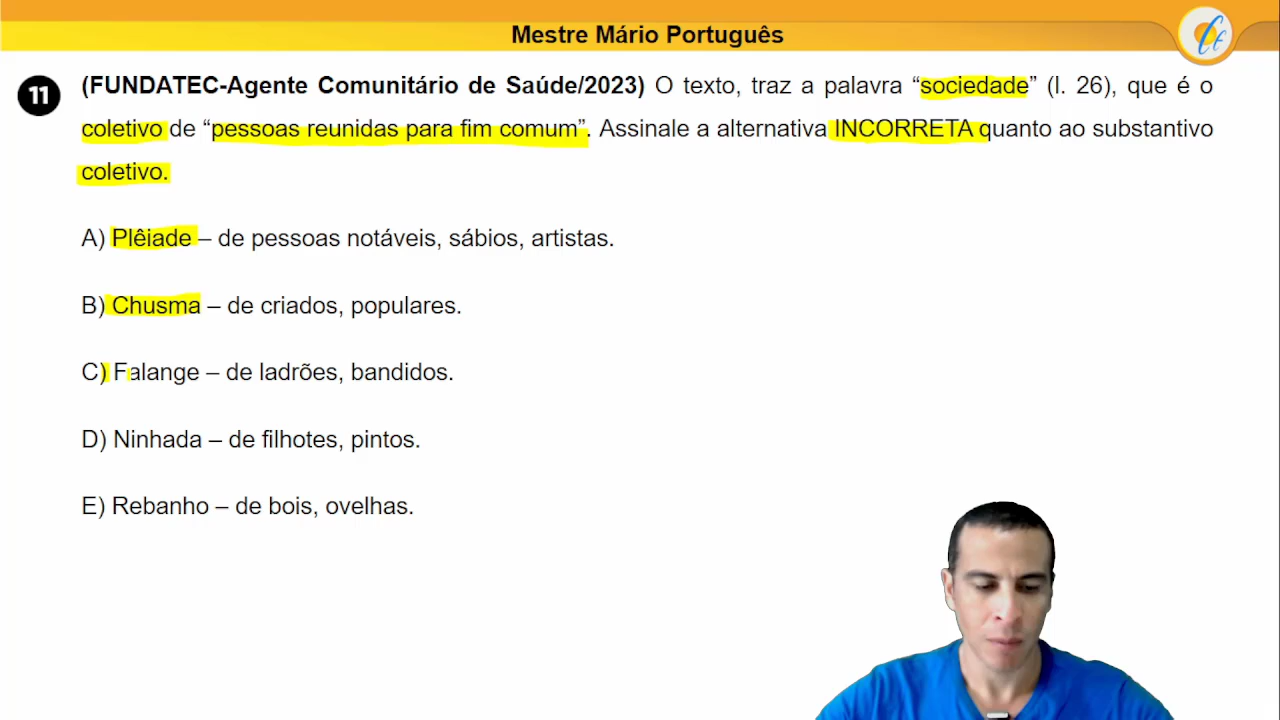 Mestre Mário Português
11
(FUNDATEC-Agente Comunitário de Saúde/2023) O texto, traz a palavra “sociedade” (l. 26), que é o
coletivo de “pessoas reunidas para fim comum”. Assinale a alternativa INCORRETA quanto ao substantivo
coletivo.
A) Plêiade – de pessoas notáveis, sábios, artistas.
B) Chusma – de criados, populares.
C) Falange – de ladrões, bandidos.
D) Ninhada – de filhotes, pintos.
E) Rebanho – de bois, ovelhas.